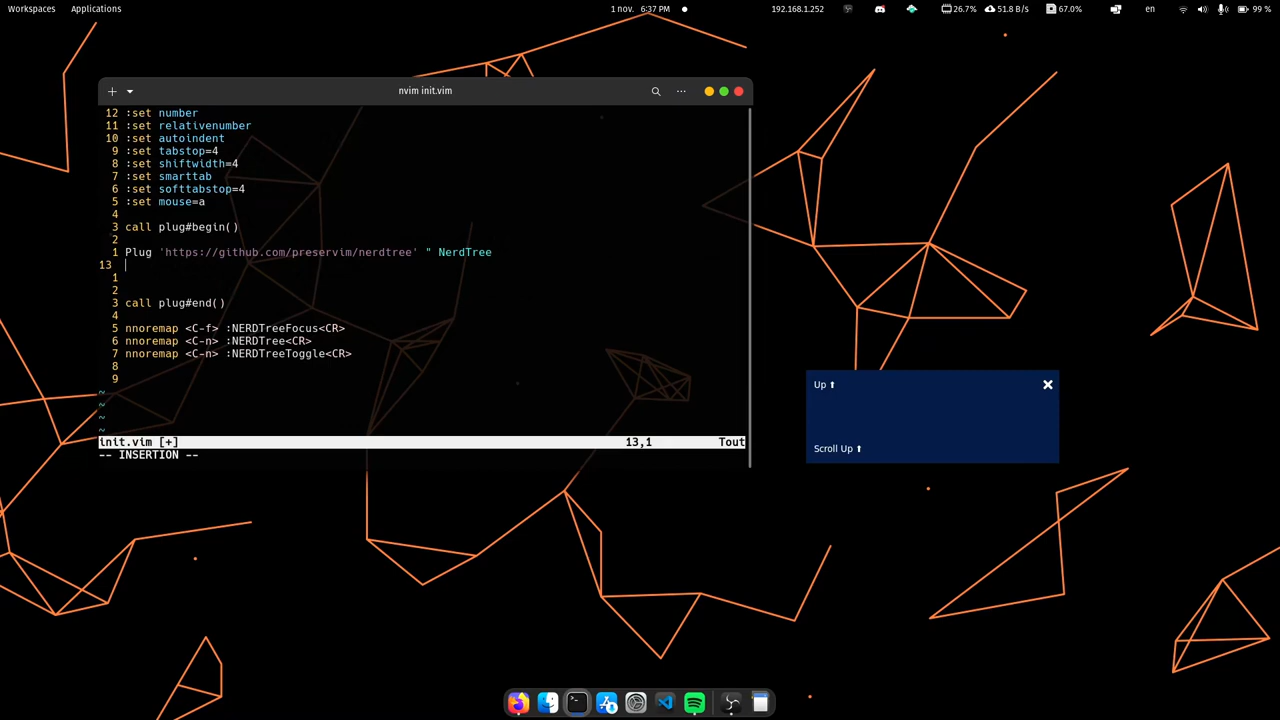 Workspaces Applications 1 nov. 6:37 PM 192.168.1.252 26.7% 51.8 B/s 67.0% en 99 %
nvim init.vim
12 :set number
11 :set relativenumber
10 :set autoindent
9 :set tabstop=4
8 :set shiftwidth=4
7 :set smarttab
6 :set softtabstop=4
5 :set mouse=a
4
3 call plug#begin()
2
1 Plug 'https://github.com/preservim/nerdtree' " NerdTree
13
1
2
3 call plug#end()
4
5 nnoremap <C-f> :NERDTreeFocus<CR>
6 nnoremap <C-n> :NERDTree<CR>
7 nnoremap <C-n> :NERDTreeToggle<CR>
8
9
~
~
~
~
init.vim [+] 13,1 Tout
-- INSERTION --
Up ⬆
Scroll Up ⬆